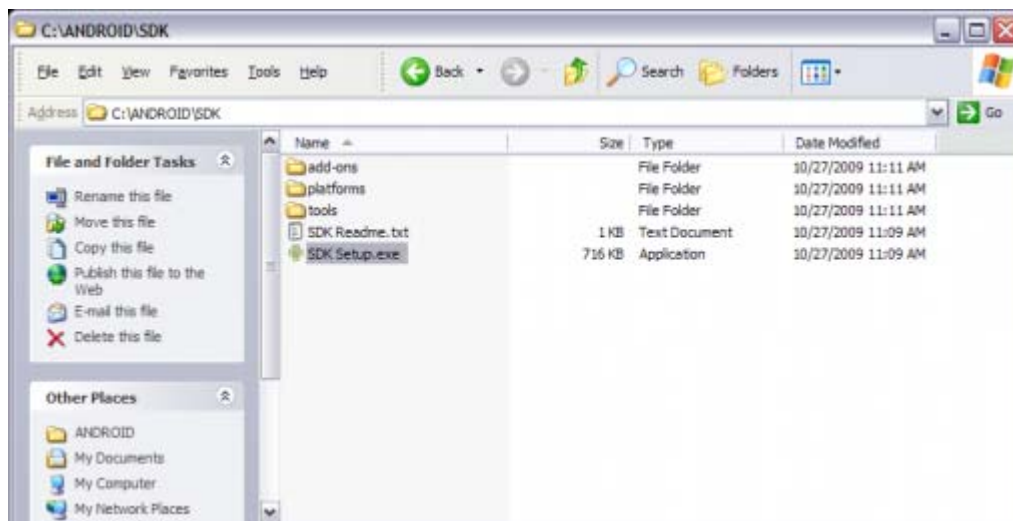 C:\ANDROID\SDK
File Edit View Favorites Tools Help Back Search Folders
Address C:\ANDROID\SDK Go
Name Size Type Date Modified
File and Folder Tasks
Rename this file
Move this file
Copy this file
Publish this file to the
Web
E-mail this file
Delete this file
Other Places
ANDROID
My Documents
My Computer
My Network Places
add-ons File Folder 10/27/2009 11:11 AM
platforms File Folder 10/27/2009 11:11 AM
tools File Folder 10/27/2009 11:11 AM
SDK Readme.txt 1 KB Text Document 10/27/2009 11:09 AM
SDK Setup.exe 716 KB Application 10/27/2009 11:09 AM